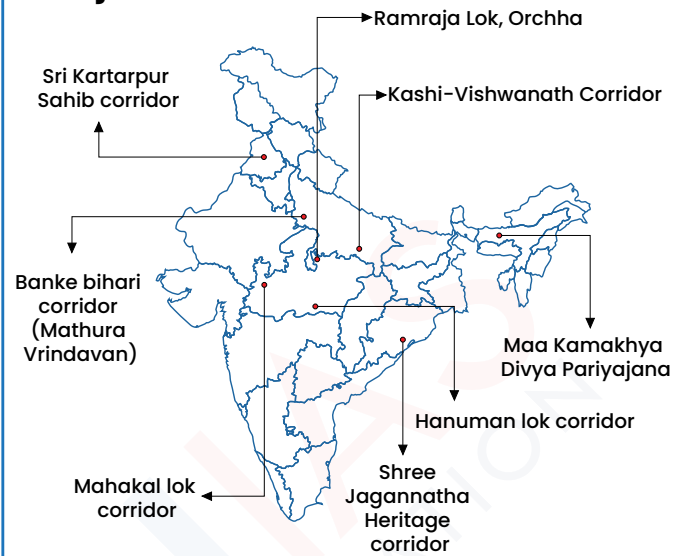 Ramraja Lok, Orchha
Sri Kartarpur
Sahib corridor
Kashi-Vishwanath Corridor
Banke bihari
corridor
(Mathura
Vrindavan)
Maa Kamakhya
Divya Pariyajana
Hanuman lok corridor
Mahakal lok
corridor
Shree
Jagannatha
Heritage
corridor